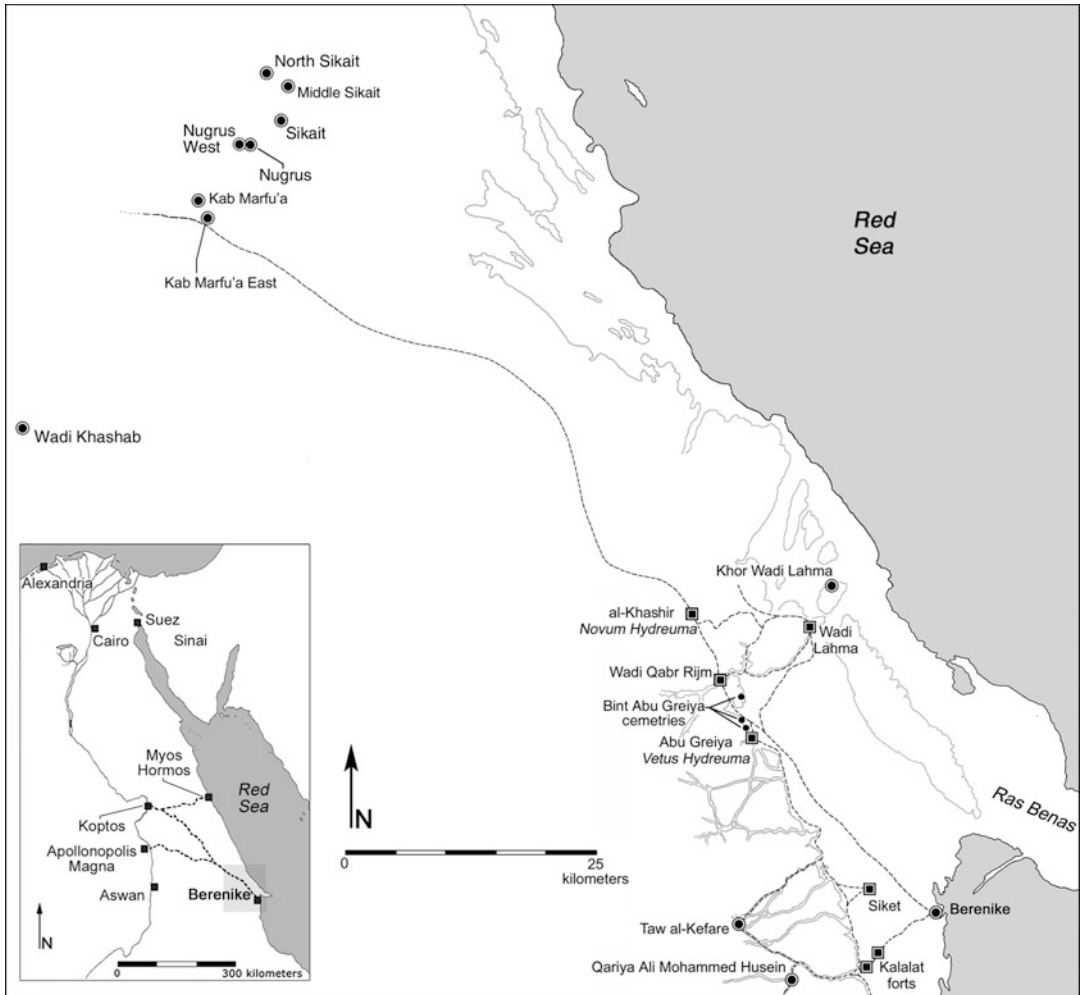 North Sikait
Middle Sikait
Sikait
Nugrus
West
Nugrus
Kab Marfu'a
Kab Marfu'a East
Red
Sea
Wadi Khashab
Khor Wadi Lahma
al-Khashir
Novum Hydreuma
Wadi
Lahma
Wadi Qabr Rijm
Bint Abu Greiya
cemetries
Abu Greiya
Vetus Hydreuma
Ras Benas
N
0
25
kilometers
Siket
Berenike
Taw al-Kefare
Qariya Ali Mohammed Husein
Kalalat
forts
Alexandria
Cairo
Suez
Sinai
Myos
Hormos
Red
Sea
Koptos
Apollonopolis
Magna
Aswan
Berenike
N
0
300 kilometers